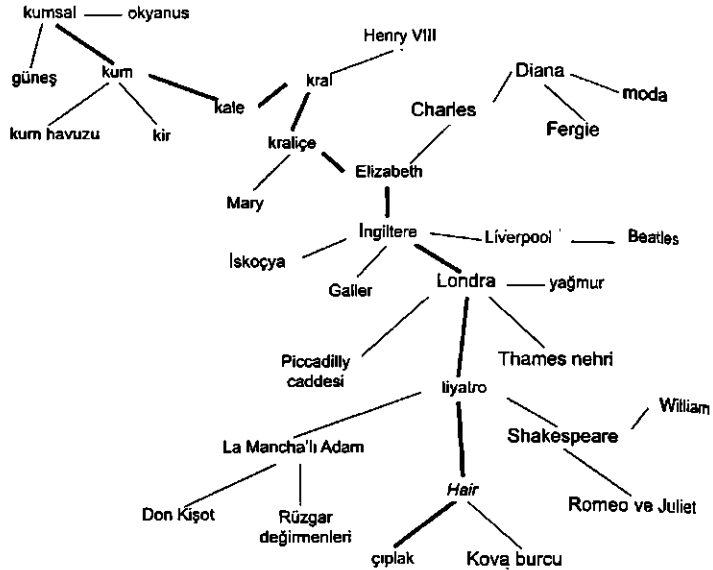 kumsal
okyanus
Henry VIII
güneş
kum
kral
Diana
moda
kale
Charles
Fergie
kum havuzu
kir
kraliçe
Elizabeth
Mary
İngiltere
Liverpool
Beatles
İskoçya
Galler
Londra
yağmur
Piccadilly
caddesi
Thames nehri
tiyatro
William
Shakespeare
La Mancha'lı Adam
Hair
Romeo ve Juliet
Don Kişot
Rüzgar
değirmenleri
çıplak
Kova burcu